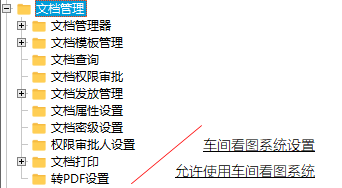 文档管理
文档管理器
文档模板管理
文档查询
文档权限审批
文档发放管理
文档属性设置
文档密级设置
权限审批人设置
车间看图系统设置
文档打印
允许使用车间看图系统
转PDF设置